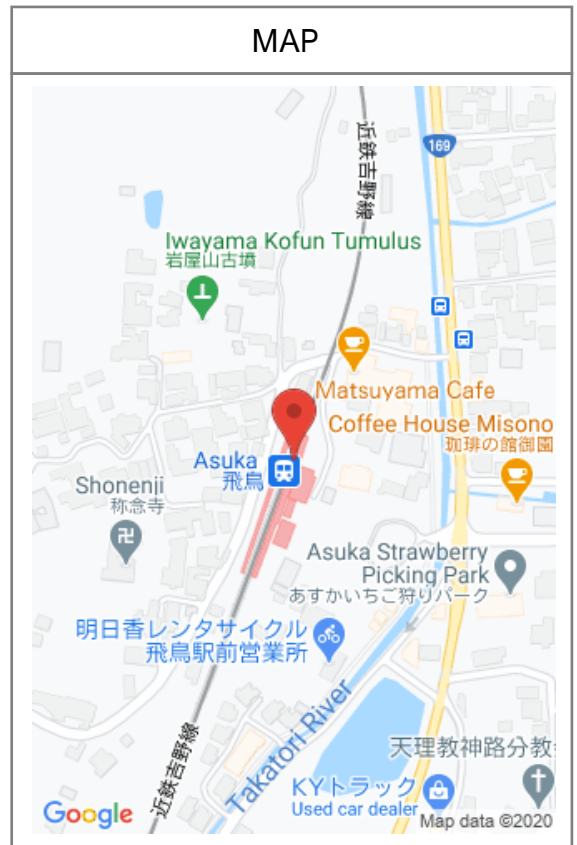 MAP
近鉄吉野線
169
Iwayama Kofun Tumulus
岩屋山古墳
Matsuyama Cafe
Coffee House Misono
珈琲の館御園
Asuka
飛鳥
Shonenji
称念寺
卍
Asuka Strawberry
Picking Park
あすかいちご狩りパーク
明日香レンタサイクル
飛鳥駅前営業所
Takatori River
近鉄吉野線
天理教神路分教会
KYトラック
Used car dealer
Google
Map data ©2020